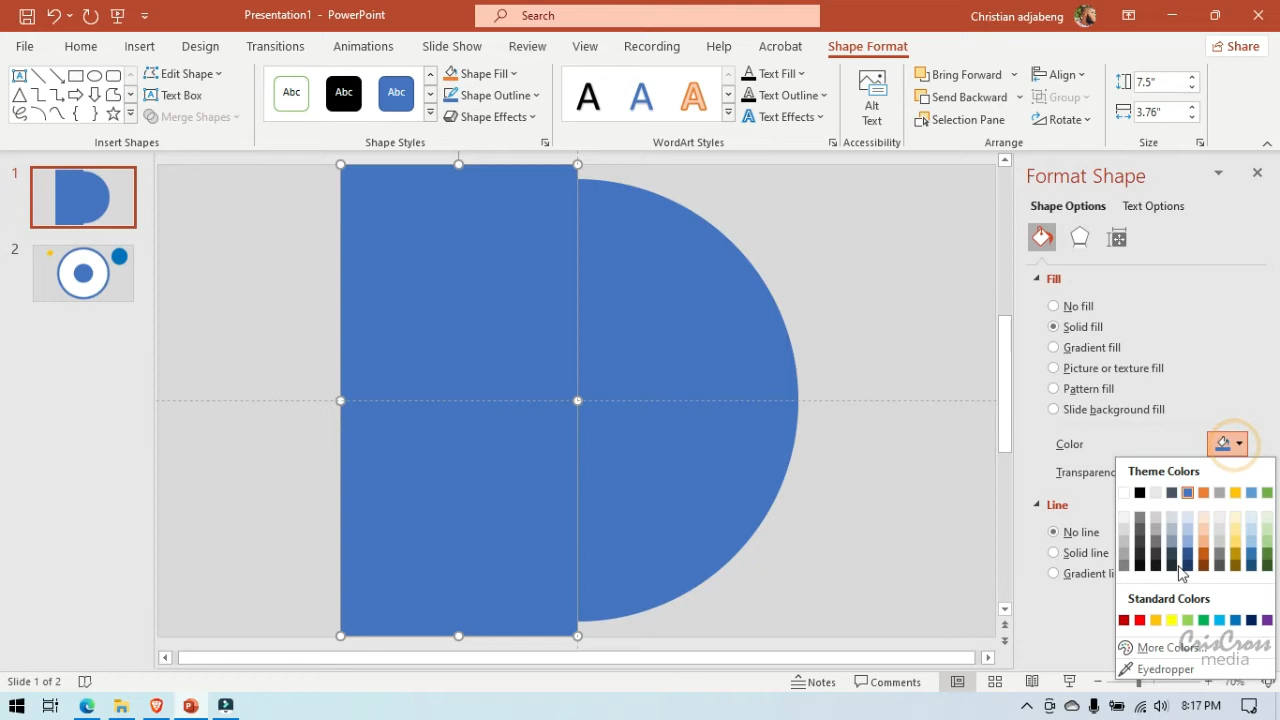 Presentation1 - PowerPoint
Search
Christian adjabeng
File Home Insert Design Transitions Animations Slide Show Review View Recording Help Acrobat Shape Format Share
Edit Shape
Text Box
Merge Shapes
Insert Shapes
Abc Abc Abc
Shape Fill
Shape Outline
Shape Effects
Shape Styles
A A A
Text Fill
Text Outline
Text Effects
WordArt Styles
Alt
Text
Accessibility
Bring Forward
Send Backward
Selection Pane
Align
Group
Rotate
Arrange
7.5"
3.76"
Size
1
2
Format Shape
Shape Options Text Options
Fill
No fill
Solid fill
Gradient fill
Picture or texture fill
Pattern fill
Slide background fill
Color
Transparenc
Line
No line
Solid line
Gradient li
Theme Colors
Standard Colors
More Colors...
Eyedropper
CrisCross
media
Slide 1 of 2
Notes Comments 70%
8:17 PM